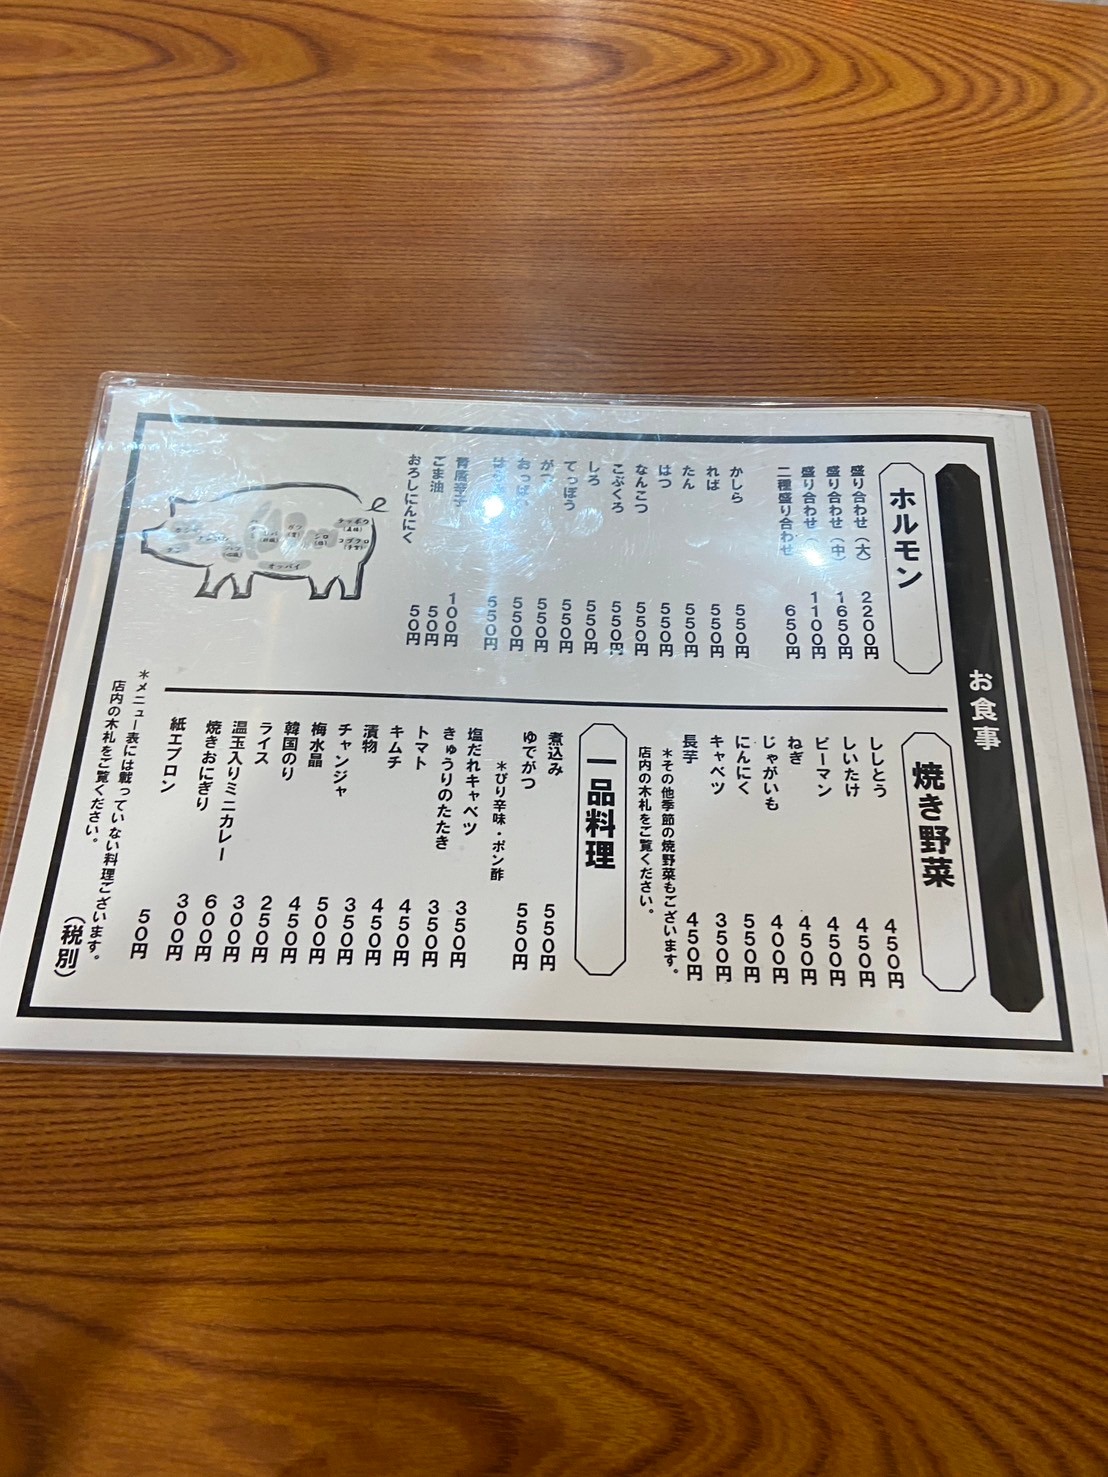 お食事
ホルモン
盛り合わせ（大） 2200円
盛り合わせ（中） 1650円
盛り合わせ 1100円
二種盛り合わせ 650円
かしら 550円
れば 550円
たん 550円
はつ 550円
なんこつ 550円
こぶくろ 550円
しろ 550円
てっぽう 550円
がつ 550円
おっぱい 550円
550円
青唐辛子 100円
ごま油 50円
おろしにんにく 50円
テッポウ
コブクロ
シロ
ガツ
ハツ
オッパイ
焼き野菜
ししとう 450円
しいたけ 450円
ピーマン 450円
ねぎ 450円
じゃがいも 400円
にんにく 550円
キャベツ 350円
長芋 450円
＊その他季節の焼野菜もございます。
店内の木札をご覧ください。
一品料理
煮込み 550円
ゆでがつ 550円
＊ぴり辛味・ポン酢
塩だれキャベツ 350円
きゅうりのたたき 350円
トマト 450円
キムチ 450円
漬物 350円
チャンジャ 500円
梅水晶 450円
韓国のり 250円
ライス 300円
温玉入りミニカレー 600円
焼きおにぎり 300円
紙エプロン 50円
＊メニュー表には載っていない料理ございます。
店内の木札をご覧ください。
（税別）